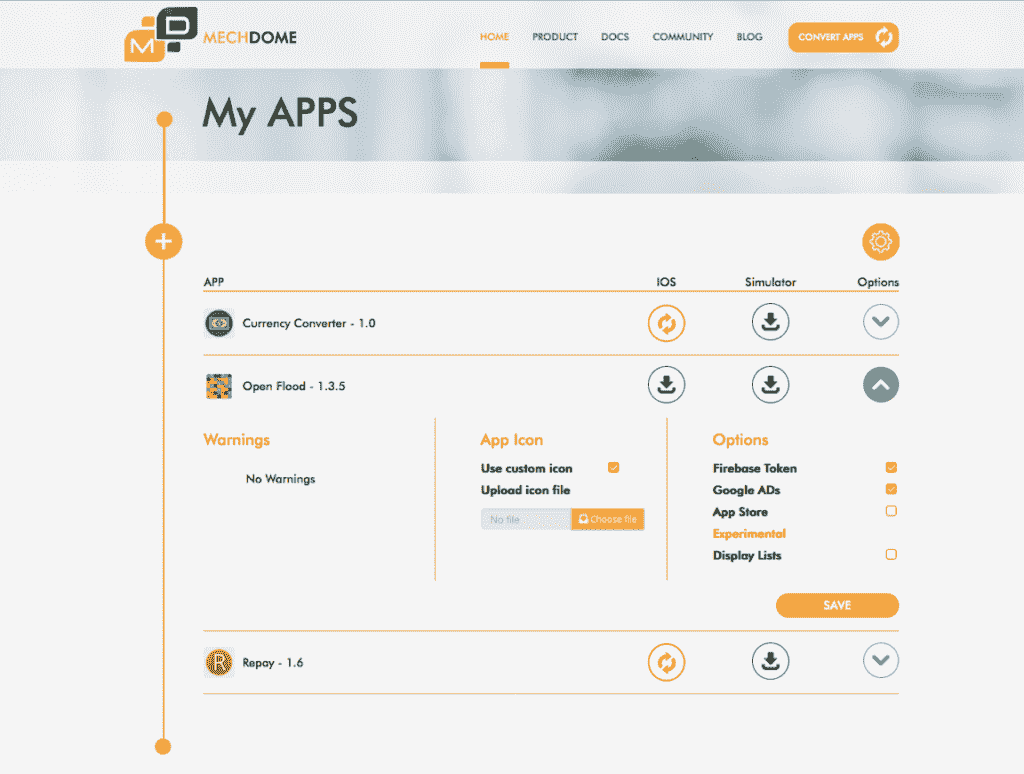 MD
MECHDOME
HOME PRODUCT DOCS COMMUNITY BLOG CONVERT APPS
My APPS
APP IOS Simulator Options
Currency Converter - 1.0
Open Flood - 1.3.5
Warnings
No Warnings
App Icon
Use custom icon
Upload icon file
No file Choose file
Options
Firebase Token
Google ADs
App Store
Experimental
Display Lists
SAVE
R
Repay - 1.6